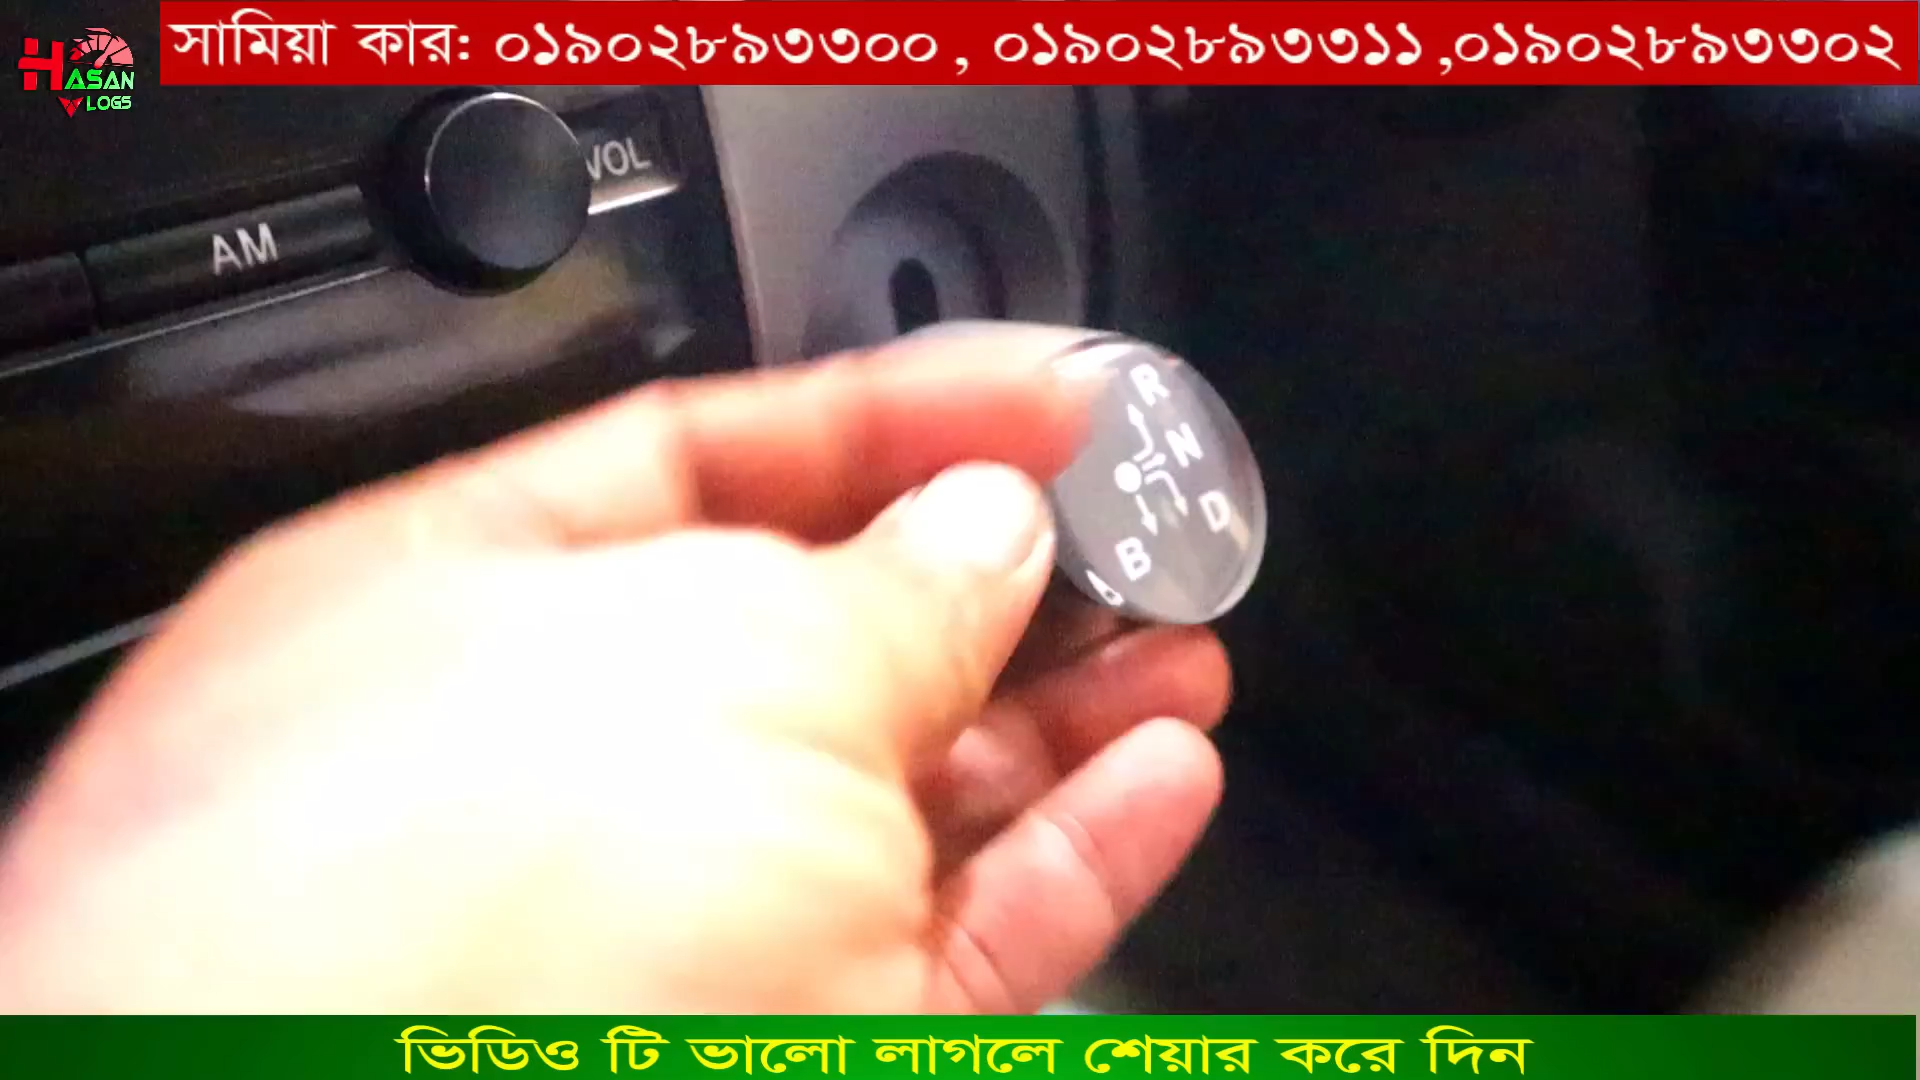 সামিয়া কার: ০১৯০২৮৯৩৩০০, ০১৯০২৮৯৩৩১১,০১৯০২৮৯৩৩০২
HASAN
VLOGS
VOL
AM
R
N
D
B
ভিডিও টি ভালো লাগলে শেয়ার করে দিন